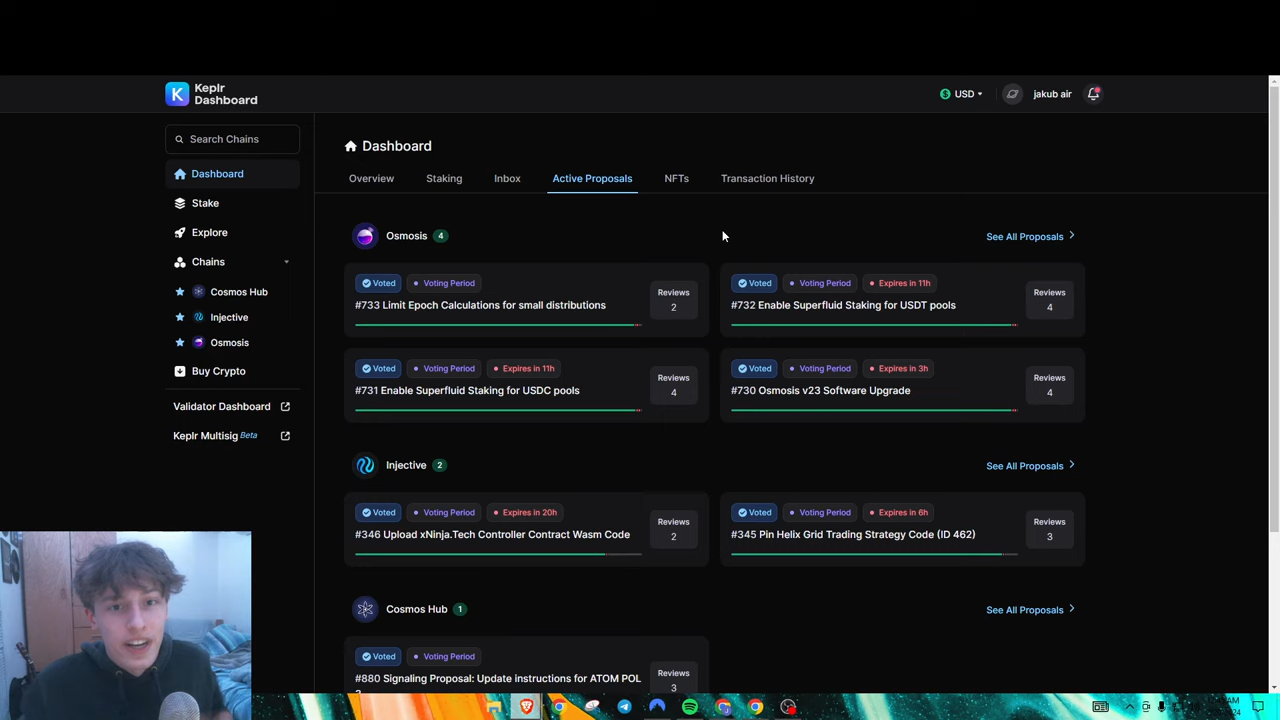 Keplr
Dashboard
USD
jakub air
Search Chains
Dashboard
Stake
Explore
Chains
Cosmos Hub
Injective
Osmosis
Buy Crypto
Validator Dashboard
Keplr Multisig Beta
Dashboard
Overview
Staking
Inbox
Active Proposals
NFTs
Transaction History
Osmosis 4
See All Proposals
Voted
Voting Period
#733 Limit Epoch Calculations for small distributions
Reviews
2
Voted
Voting Period
Expires in 11h
#732 Enable Superfluid Staking for USDT pools
Reviews
4
Voted
Voting Period
Expires in 11h
#731 Enable Superfluid Staking for USDC pools
Reviews
4
Voted
Voting Period
Expires in 3h
#730 Osmosis v23 Software Upgrade
Reviews
4
Injective 2
See All Proposals
Voted
Voting Period
Expires in 20h
#346 Upload xNinja.Tech Controller Contract Wasm Code
Reviews
2
Voted
Voting Period
Expires in 6h
#345 Pin Helix Grid Trading Strategy Code (ID 462)
Reviews
3
Cosmos Hub 1
See All Proposals
Voted
Voting Period
#880 Signaling Proposal: Update instructions for ATOM POL
Reviews
3